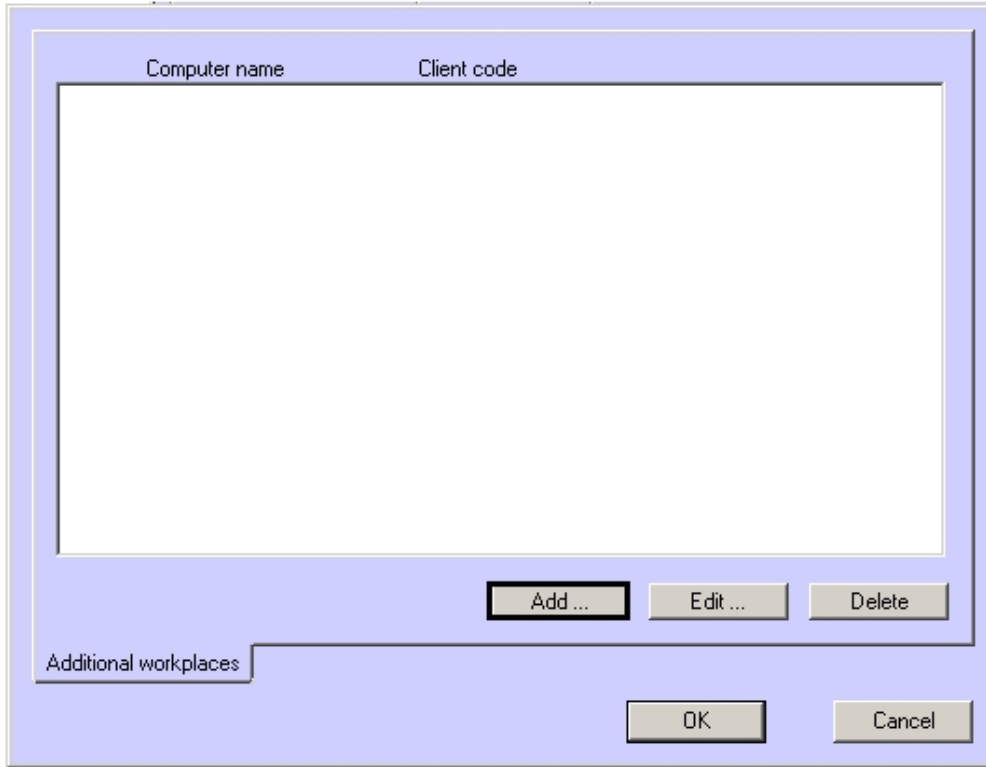 Computer name Client code
Add ... Edit ... Delete
Additional workplaces
OK Cancel